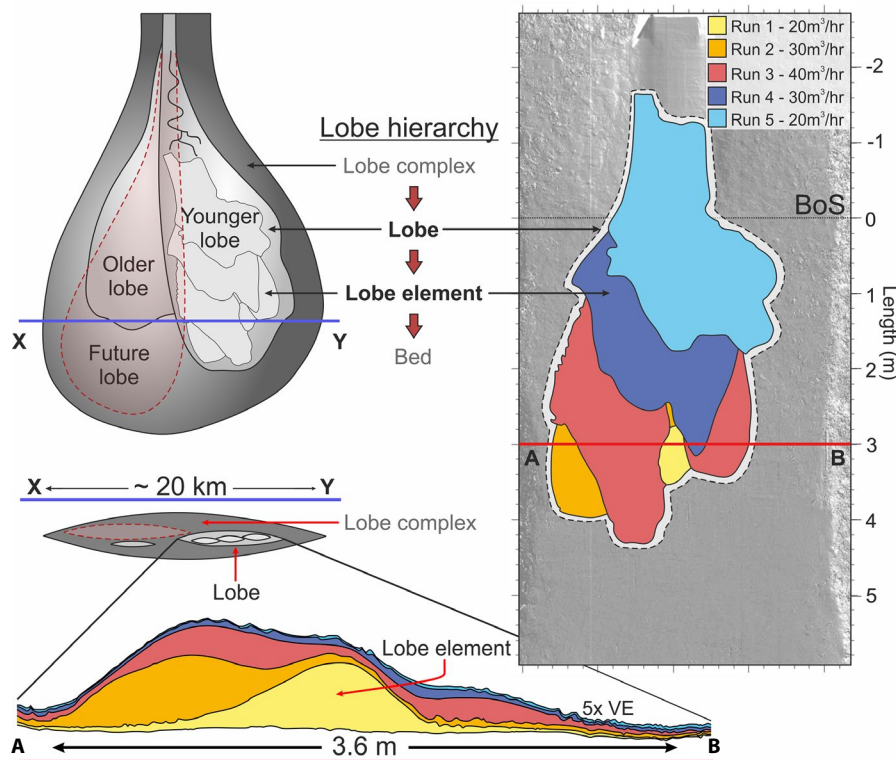 Lobe hierarchy
Lobe complex
Lobe
Lobe element
Bed
Younger
lobe
Older
lobe
Future
lobe
X
Y
Run 1 - 20m³/hr
Run 2 - 30m³/hr
Run 3 - 40m³/hr
Run 4 - 30m³/hr
Run 5 - 20m³/hr
BoS
-2
-1
0
1
2
3
4
5
Length (m)
A
B
X
~ 20 km
Y
Lobe complex
Lobe
Lobe element
5x VE
A
3.6 m
B